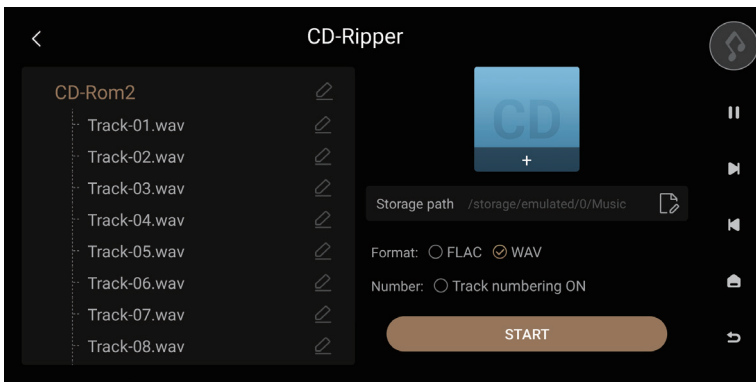 CD-Ripper
CD-Rom2
Track-01.wav
Track-02.wav
Track-03.wav
Track-04.wav
Track-05.wav
Track-06.wav
Track-07.wav
Track-08.wav
CD
+
Storage path /storage/emulated/0/Music
Format: FLAC WAV
Number: Track numbering ON
START